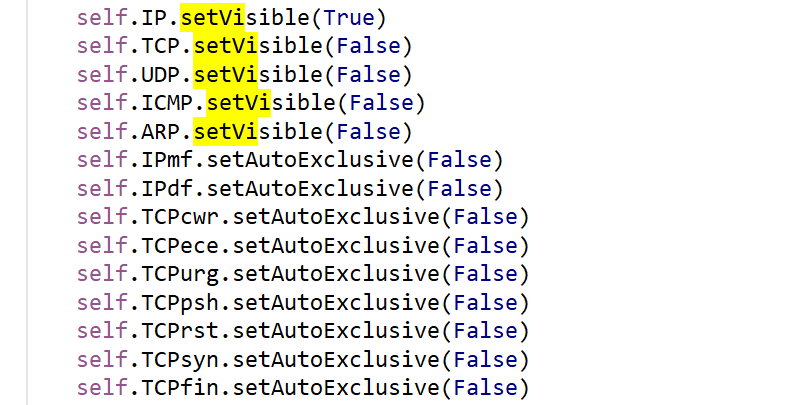 self.IP.setVisible(True)
self.TCP.setVisible(False)
self.UDP.setVisible(False)
self.ICMP.setVisible(False)
self.ARP.setVisible(False)
self.IPmf.setAutoExclusive(False)
self.IPdf.setAutoExclusive(False)
self.TCPcwr.setAutoExclusive(False)
self.TCPece.setAutoExclusive(False)
self.TCPurg.setAutoExclusive(False)
self.TCPpsh.setAutoExclusive(False)
self.TCPrst.setAutoExclusive(False)
self.TCPsyn.setAutoExclusive(False)
self.TCPfin.setAutoExclusive(False)